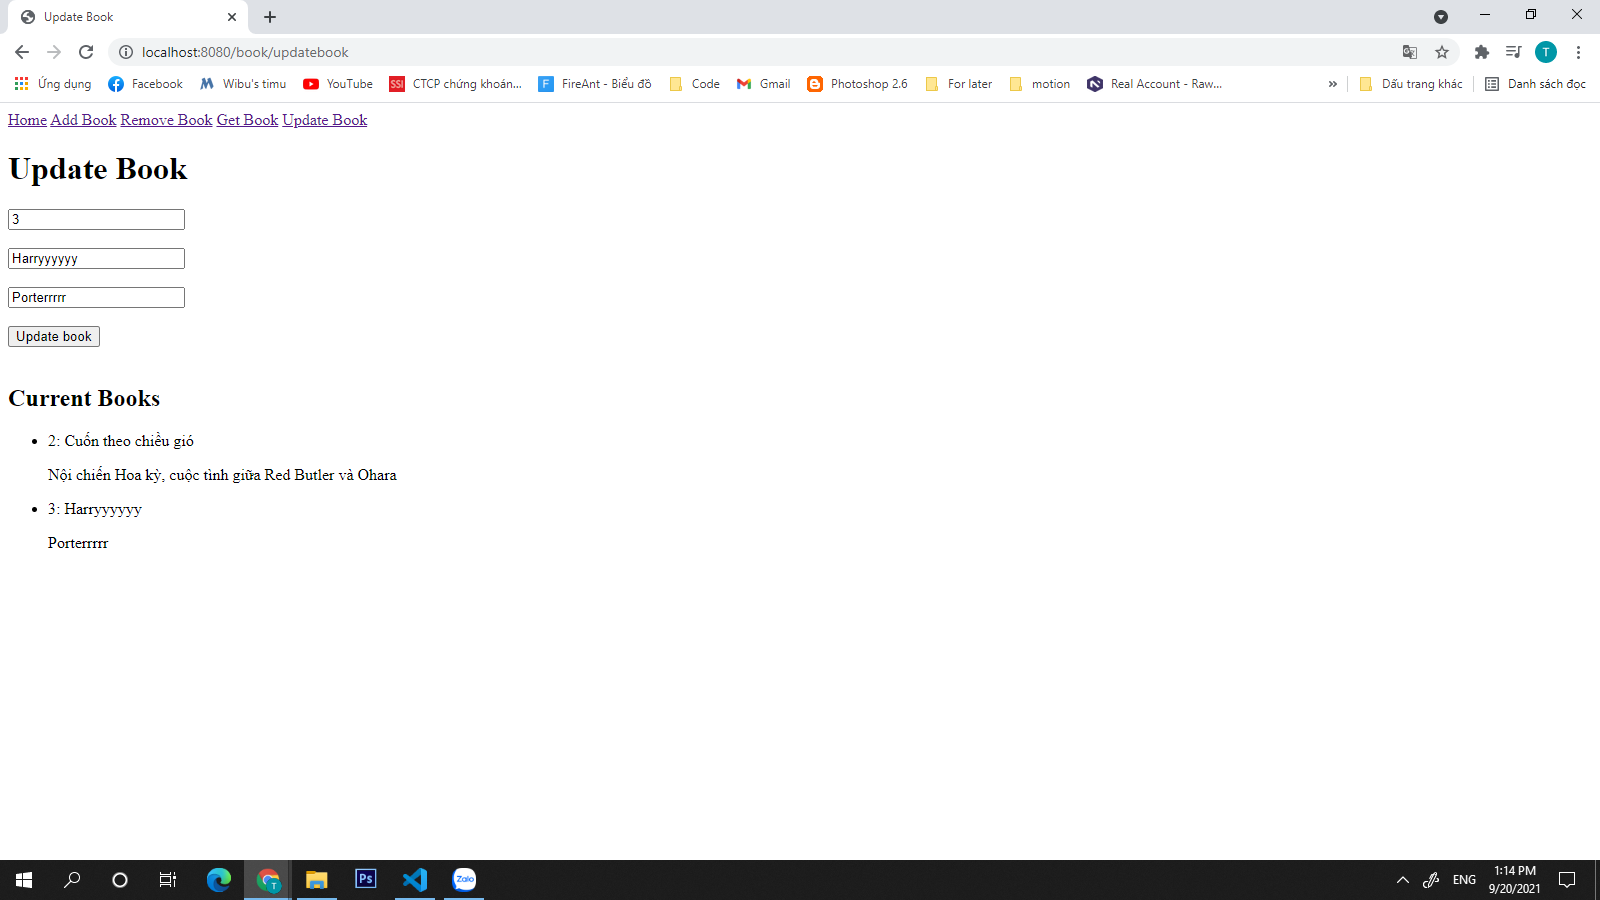 Update Book
localhost:8080/book/updatebook
T
Ứng dụng Facebook Wibu's timu YouTube SSI CTCP chứng khoán... F FireAnt - Biểu đồ Code Gmail Photoshop 2.6 For later motion Real Account - Raw... » Dấu trang khác Danh sách đọc
Home Add Book Remove Book Get Book Update Book
Update Book
3
Harryyyyyy
Porterrrrr
Update book
Current Books
2: Cuốn theo chiều gió
Nội chiến Hoa kỳ, cuộc tình giữa Red Butler và Ohara
3: Harryyyyyy
Porterrrrr
T Ps Zalo ENG 1:14 PM
9/20/2021